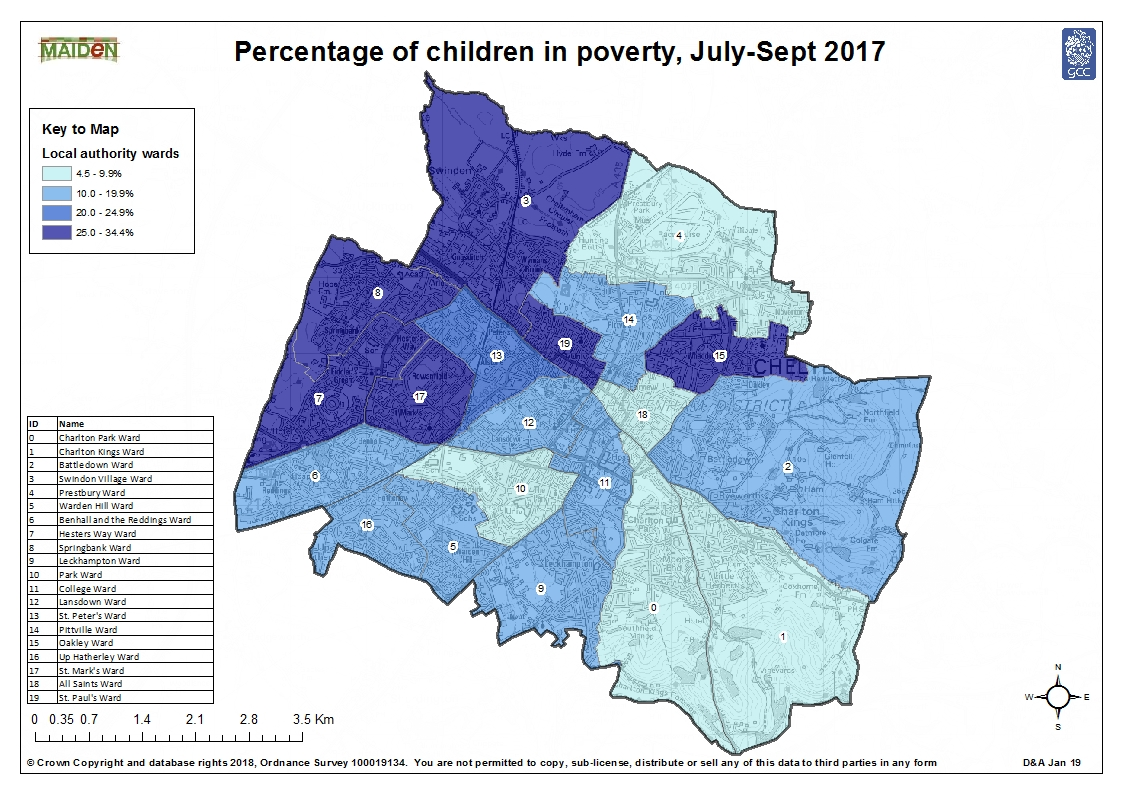 MAIDEN
Percentage of children in poverty, July-Sept 2017
GCC
Key to Map
Local authority wards
4.5 - 9.9%
10.0 - 19.9%
20.0 - 24.9%
25.0 - 34.4%
Swinden
3
4
8
14
19
15
13
CHEL
7
17
18
12
DISTRICT
2
6
10
11
Charlton
Kings
16
5
Leckhampton
9
0
1
ID Name
0 Charlton Park Ward
1 Charlton Kings Ward
2 Battledown Ward
3 Swindon Village Ward
4 Prestbury Ward
5 Warden Hill Ward
6 Benhall and the Reddings Ward
7 Hesters Way Ward
8 Springbank Ward
9 Leckhampton Ward
10 Park Ward
11 College Ward
12 Lansdown Ward
13 St. Peter's Ward
14 Pittville Ward
15 Oakley Ward
16 Up Hatherley Ward
17 St. Mark's Ward
18 All Saints Ward
19 St. Paul's Ward
0 0.35 0.7 1.4 2.1 2.8 3.5 Km
N
W E
S
© Crown Copyright and database rights 2018, Ordnance Survey 100019134. You are not permitted to copy, sub-license, distribute or sell any of this data to third parties in any form
D&A Jan 19